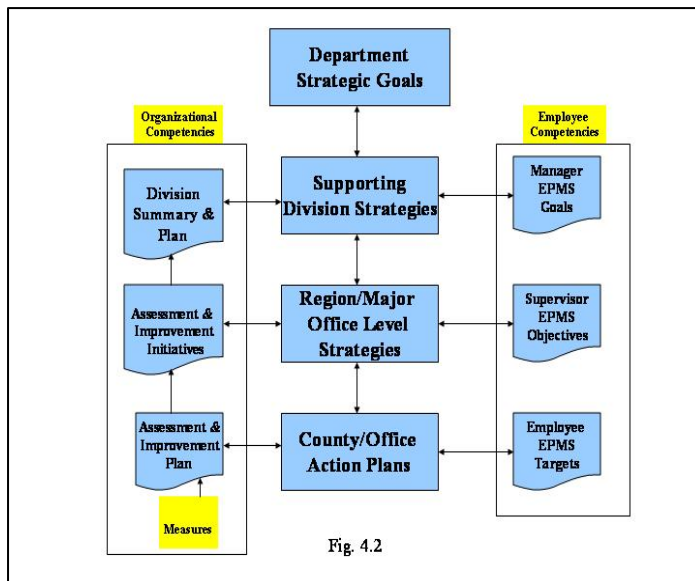 Department
Strategic Goals
Organizational
Competencies
Employee
Competencies
Division
Summary &
Plan
Supporting
Division Strategies
Manager
EPMS
Goals
Assessment &
Improvement
Initiatives
Region/Major
Office Level
Strategies
Supervisor
EPMS
Objectives
Assessment &
Improvement
Plan
County/Office
Action Plans
Employee
EPMS
Targets
Measures
Fig. 4.2